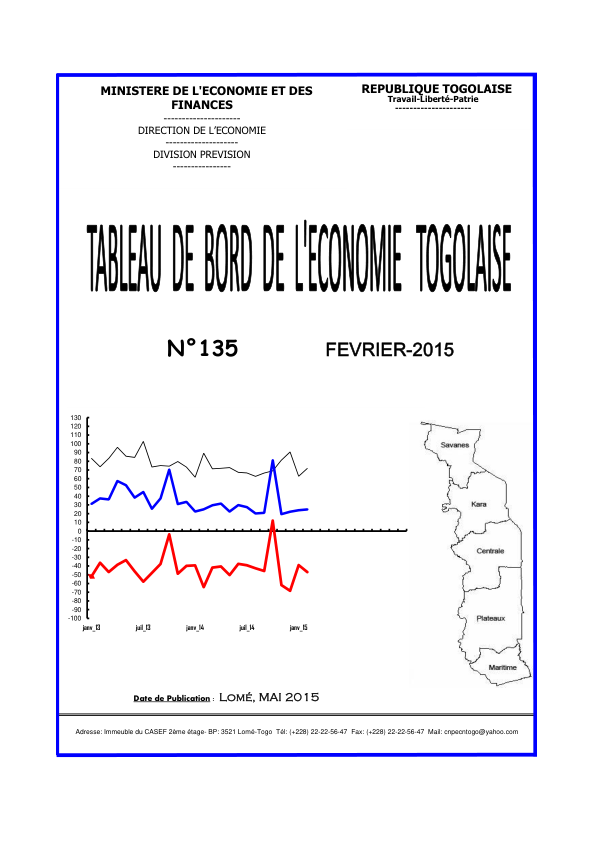 MINISTERE DE L'ECONOMIE ET DES
FINANCES
---------------------
DIRECTION DE L'ECONOMIE
--------------------
DIVISION PREVISION
----------------
REPUBLIQUE TOGOLAISE
Travail-Liberté-Patrie
---------------------
TABLEAU DE BORD DE L'ECONOMIE TOGOLAISE
N°135 FEVRIER-2015
130
120
110
100
90
80
70
60
50
40
30
20
10
0
-10
-20
-30
-40
-50
-60
-70
-80
-90
-100
janv_13 juil_13 janv_14 juil_14 janv_15
Savanes
Kara
Centrale
Plateaux
Maritime
Date de Publication : LOMÉ, MAI 2015
Adresse: Immeuble du CASEF 2ème étage- BP: 3521 Lomé-Togo Tél: (+228) 22-22-56-47 Fax: (+228) 22-22-56-47 Mail: cnpecntogo@yahoo.com